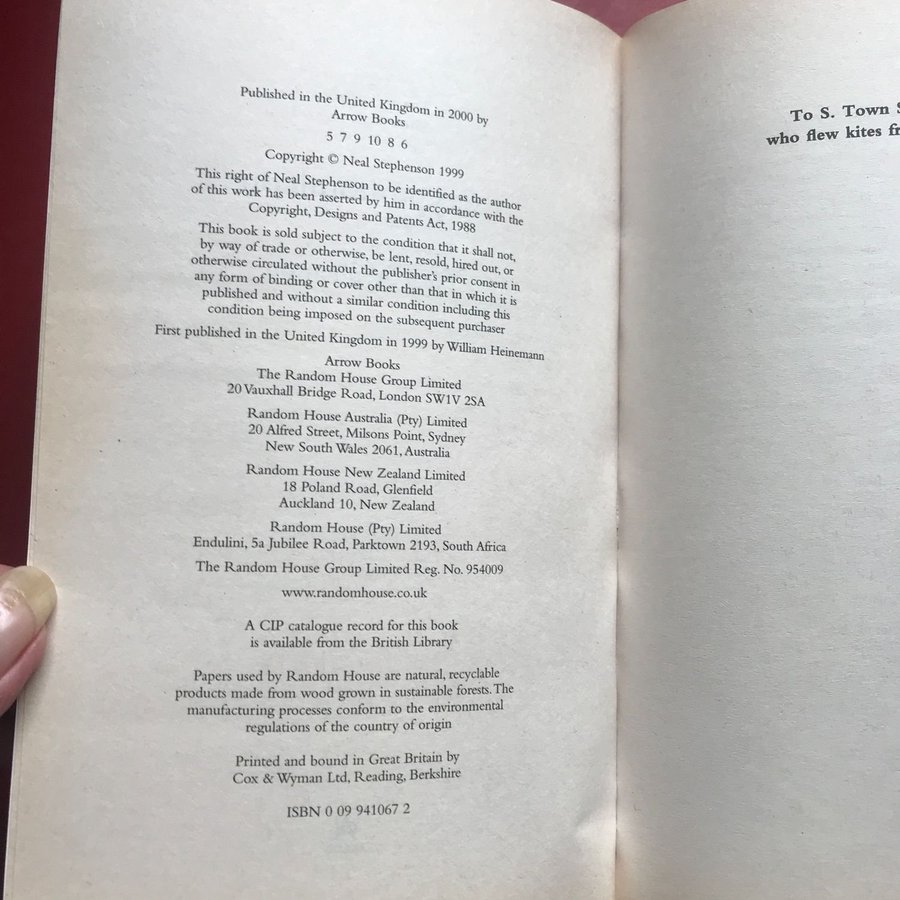 Published in the United Kingdom in 2000 by
Arrow Books
5 7 9 10 8 6
Copyright © Neal Stephenson 1999
This right of Neal Stephenson to be identified as the author
of this work has been asserted by him in accordance with the
Copyright, Designs and Patents Act, 1988
This book is sold subject to the condition that it shall not,
by way of trade or otherwise, be lent, resold, hired out, or
otherwise circulated without the publisher's prior consent in
any form of binding or cover other than that in which it is
published and without a similar condition including this
condition being imposed on the subsequent purchaser
First published in the United Kingdom in 1999 by William Heinemann
Arrow Books
The Random House Group Limited
20 Vauxhall Bridge Road, London SW1V 2SA
Random House Australia (Pty) Limited
20 Alfred Street, Milsons Point, Sydney
New South Wales 2061, Australia
Random House New Zealand Limited
18 Poland Road, Glenfield
Auckland 10, New Zealand
Random House (Pty) Limited
Endulini, 5a Jubilee Road, Parktown 2193, South Africa
The Random House Group Limited Reg. No. 954009
www.randomhouse.co.uk
A CIP catalogue record for this book
is available from the British Library
Papers used by Random House are natural, recyclable
products made from wood grown in sustainable forests. The
manufacturing processes conform to the environmental
regulations of the country of origin
Printed and bound in Great Britain by
Cox & Wyman Ltd, Reading, Berkshire
ISBN 0 09 941067 2
To S. Town
who flew kites